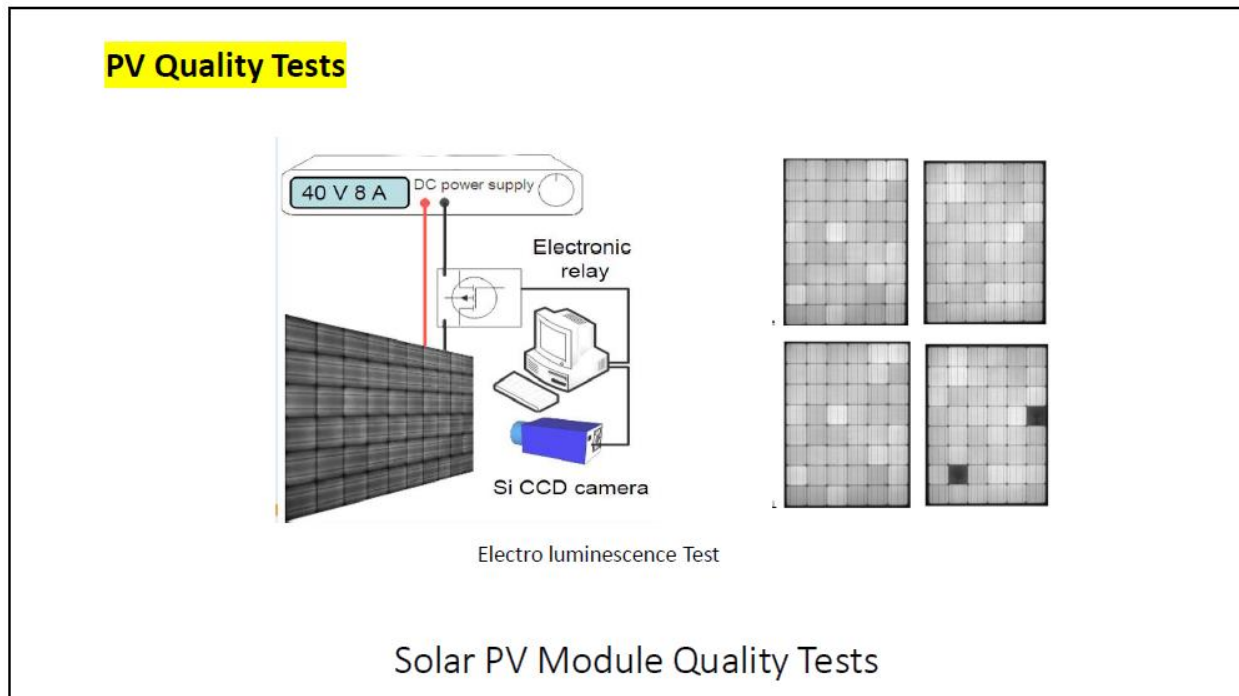 PV Quality Tests
40 V 8 A
DC power supply
Electronic
relay
Si CCD camera
Electro luminescence Test
Solar PV Module Quality Tests